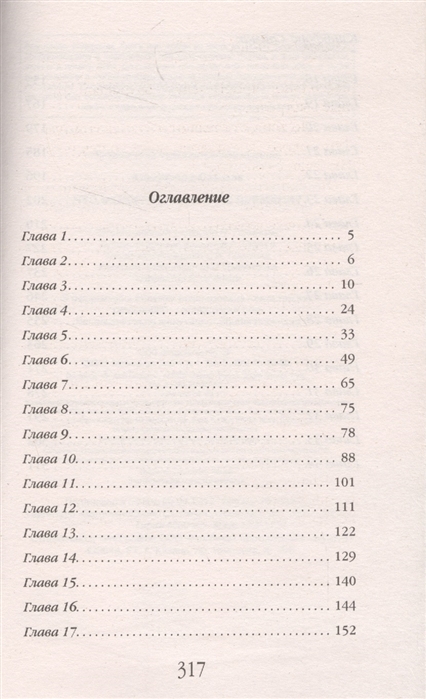 Оглавление
Глава 1. . . . . . . . . . . . . . . . . . . . . . . . . . . . . . . . . . . . . . . . . . 5
Глава 2. . . . . . . . . . . . . . . . . . . . . . . . . . . . . . . . . . . . . . . . . . 6
Глава 3. . . . . . . . . . . . . . . . . . . . . . . . . . . . . . . . . . . . . . . . . 10
Глава 4. . . . . . . . . . . . . . . . . . . . . . . . . . . . . . . . . . . . . . . . . 24
Глава 5. . . . . . . . . . . . . . . . . . . . . . . . . . . . . . . . . . . . . . . . . 33
Глава 6. . . . . . . . . . . . . . . . . . . . . . . . . . . . . . . . . . . . . . . . . 49
Глава 7. . . . . . . . . . . . . . . . . . . . . . . . . . . . . . . . . . . . . . . . . 65
Глава 8. . . . . . . . . . . . . . . . . . . . . . . . . . . . . . . . . . . . . . . . . 75
Глава 9. . . . . . . . . . . . . . . . . . . . . . . . . . . . . . . . . . . . . . . . . 78
Глава 10. . . . . . . . . . . . . . . . . . . . . . . . . . . . . . . . . . . . . . . . 88
Глава 11. . . . . . . . . . . . . . . . . . . . . . . . . . . . . . . . . . . . . . . 101
Глава 12. . . . . . . . . . . . . . . . . . . . . . . . . . . . . . . . . . . . . . . 111
Глава 13. . . . . . . . . . . . . . . . . . . . . . . . . . . . . . . . . . . . . . . 122
Глава 14. . . . . . . . . . . . . . . . . . . . . . . . . . . . . . . . . . . . . . . 129
Глава 15. . . . . . . . . . . . . . . . . . . . . . . . . . . . . . . . . . . . . . . 140
Глава 16. . . . . . . . . . . . . . . . . . . . . . . . . . . . . . . . . . . . . . . 144
Глава 17. . . . . . . . . . . . . . . . . . . . . . . . . . . . . . . . . . . . . . . 152
317